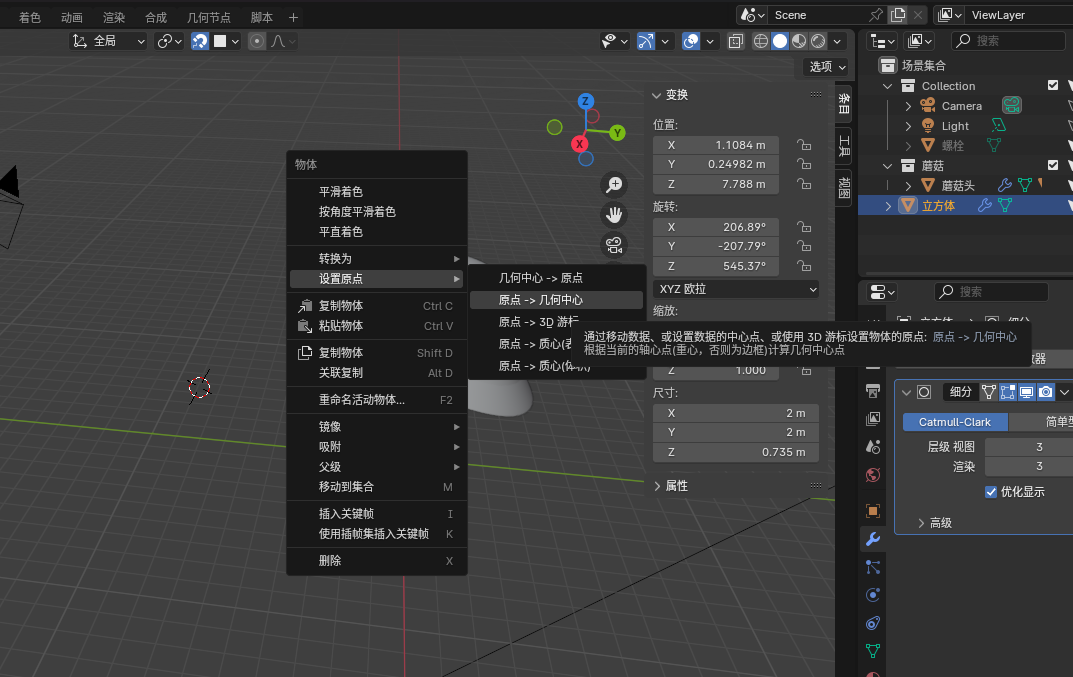 着色 动画 渲染 合成 几何节点 脚本 +
Scene
ViewLayer
全局
选项
搜索
场景集合
Collection
Camera
Light
螺栓
蘑菇
蘑菇头
立方体
Z
Y
X
变换
位置:
X 1.1084 m
Y 0.24982 m
Z 7.788 m
旋转:
X 206.89°
Y -207.79°
Z 545.37°
XYZ 欧拉
缩放:
1.000
尺寸:
X 2 m
Y 2 m
Z 0.735 m
属性
条目
工具
视图
物体
平滑着色
按角度平滑着色
平直着色
转换为
设置原点
复制物体 Ctrl C
粘贴物体 Ctrl V
复制物体 Shift D
关联复制 Alt D
重命名活动物体... F2
镜像
吸附
父级
移动到集合 M
插入关键帧 I
使用插帧集插入关键帧 K
删除 X
几何中心 -> 原点
原点 -> 几何中心
原点 -> 3D 游标
原点 -> 质心(
原点 -> 质心(体积)
通过移动数据、或设置数据的中心点、或使用 3D 游标设置物体的原点: 原点 -> 几何中心
根据当前的轴心点(重心，否则为边框)计算几何中心点
搜索
立方体 细分
器
细分
Catmull-Clark 简单型
层级 视图 3
渲染 3
优化显示
高级